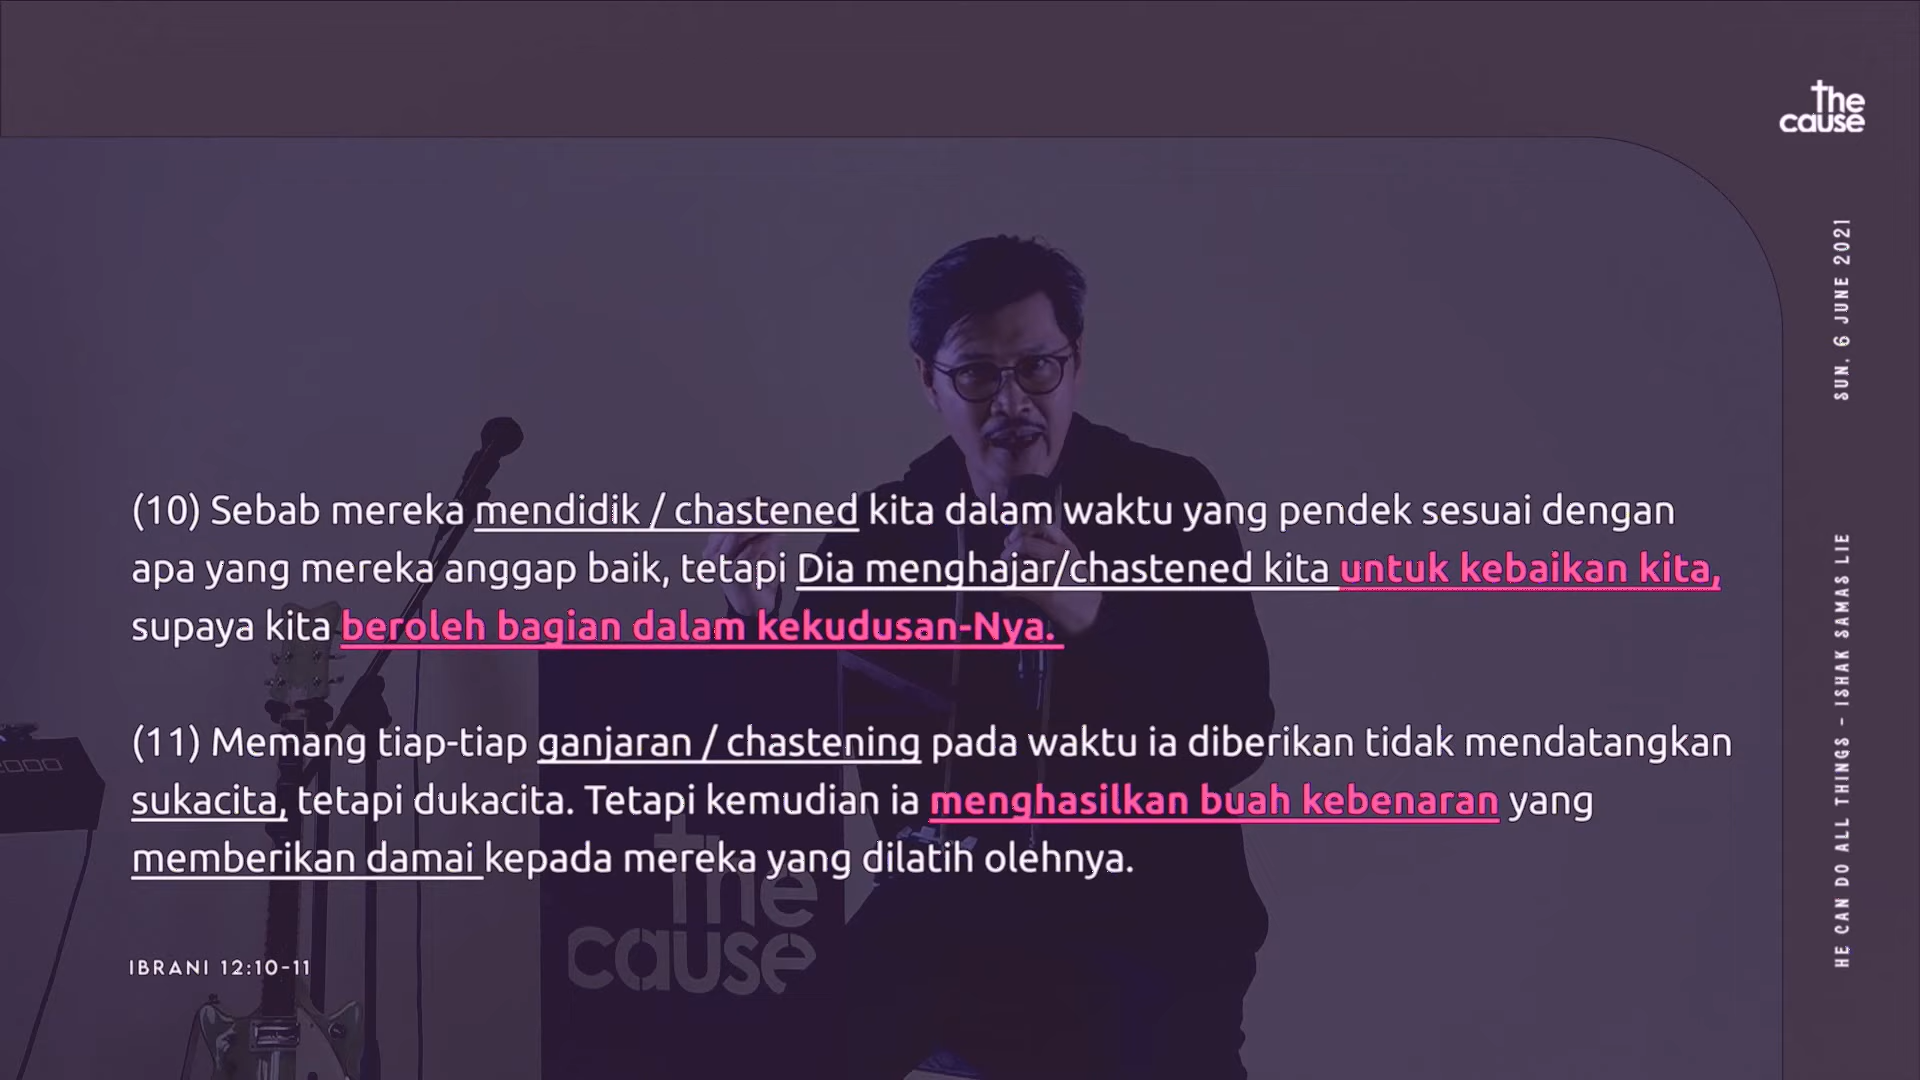 the
cause
SUN, 6 JUNE 2021
HE CAN DO ALL THINGS - ISHAK SAMAS LIE
(10) Sebab mereka mendidik / chastened kita dalam waktu yang pendek sesuai dengan
apa yang mereka anggap baik, tetapi Dia menghajar/chastened kita untuk kebaikan kita,
supaya kita beroleh bagian dalam kekudusan-Nya.
(11) Memang tiap-tiap ganjaran / chastening pada waktu ia diberikan tidak mendatangkan
sukacita, tetapi dukacita. Tetapi kemudian ia menghasilkan buah kebenaran yang
memberikan damai kepada mereka yang dilatih olehnya.
the
cause
IBRANI 12:10-11